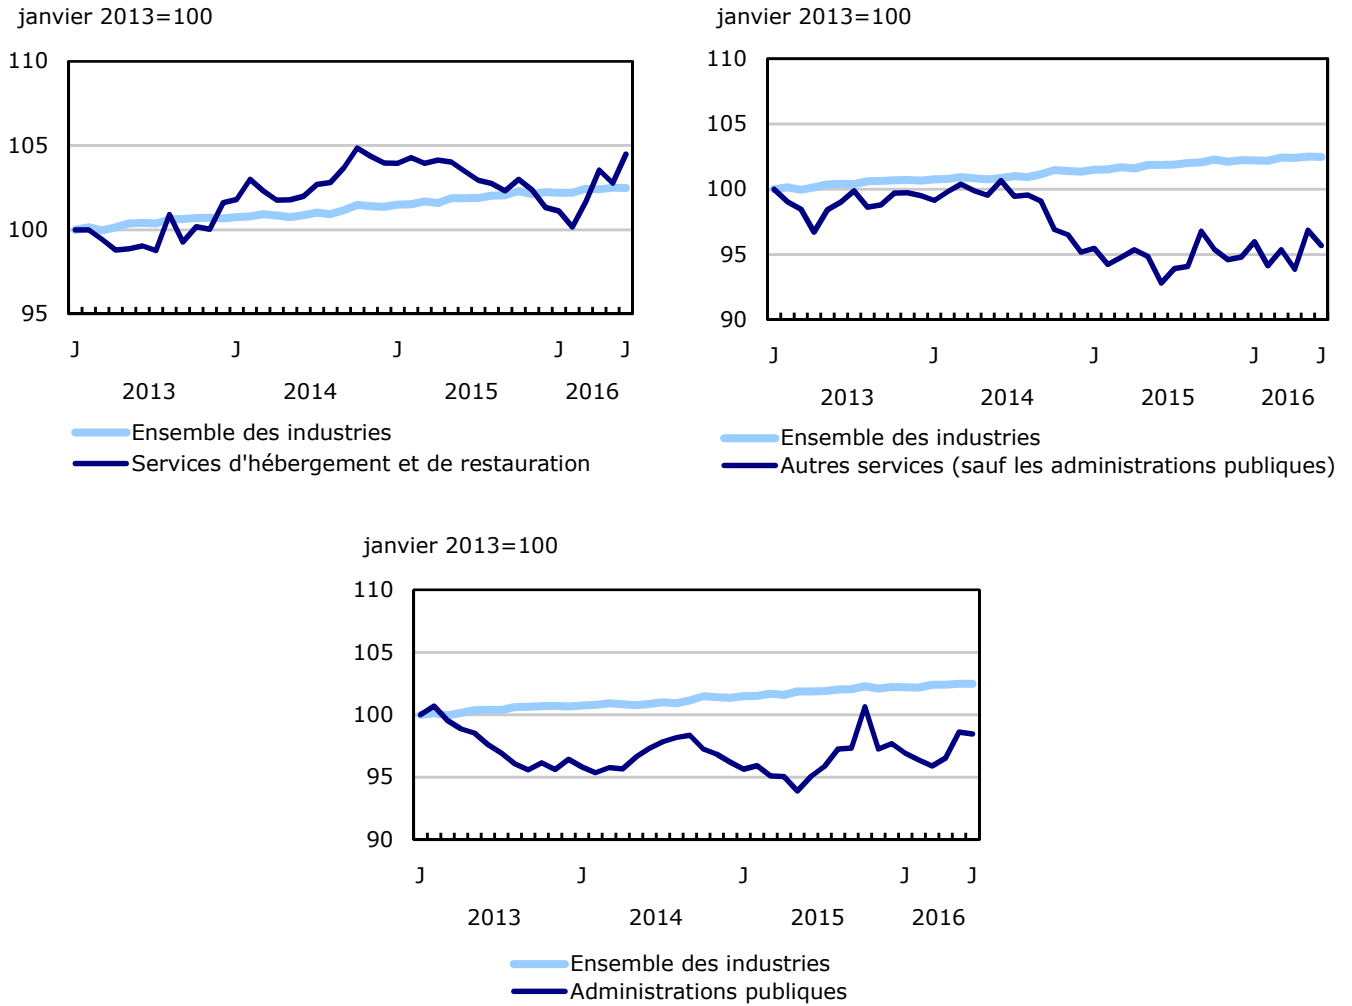 janvier 2013=100
110
105
100
95
J J J J J
2013 2014 2015 2016
Ensemble des industries
Services d'hébergement et de restauration
janvier 2013=100
110
105
100
95
90
J J J J J
2013 2014 2015 2016
Ensemble des industries
Autres services (sauf les administrations publiques)
janvier 2013=100
110
105
100
95
90
J J J J J
2013 2014 2015 2016
Ensemble des industries
Administrations publiques